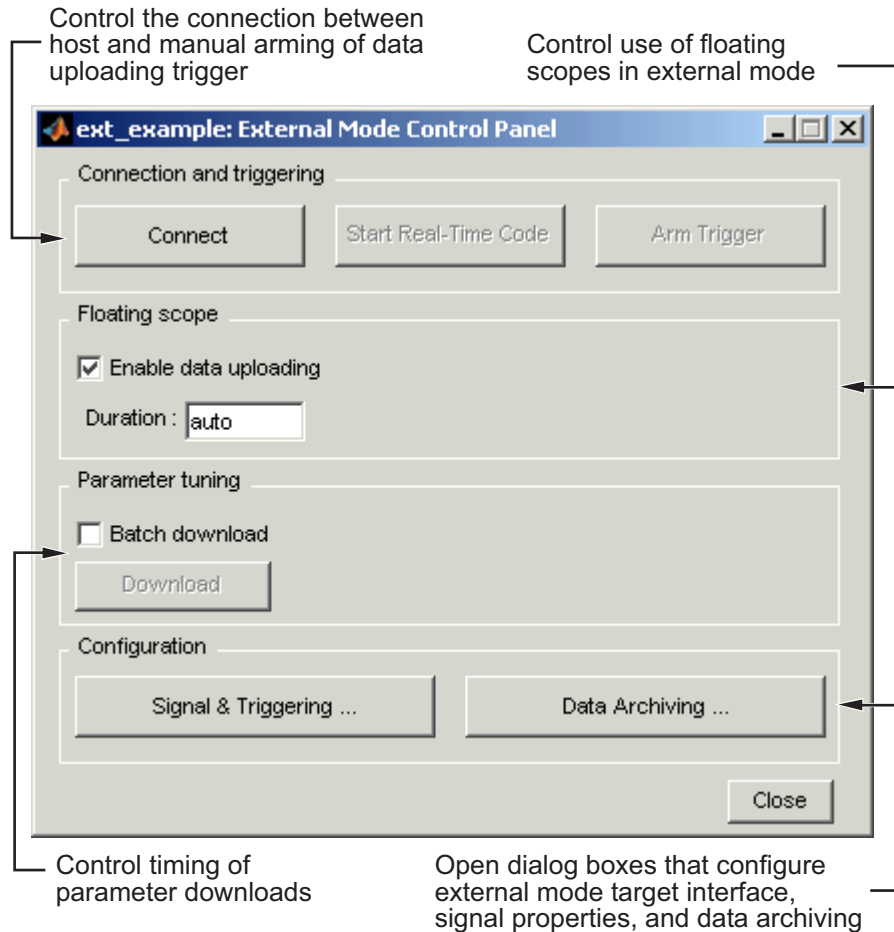 Control the connection between
host and manual arming of data
uploading trigger
Control use of floating
scopes in external mode
ext_example: External Mode Control Panel
Connection and triggering
Connect
Start Real-Time Code
Arm Trigger
Floating scope
Enable data uploading
Duration : auto
Parameter tuning
Batch download
Download
Configuration
Signal & Triggering ...
Data Archiving ...
Close
Control timing of
parameter downloads
Open dialog boxes that configure
external mode target interface,
signal properties, and data archiving